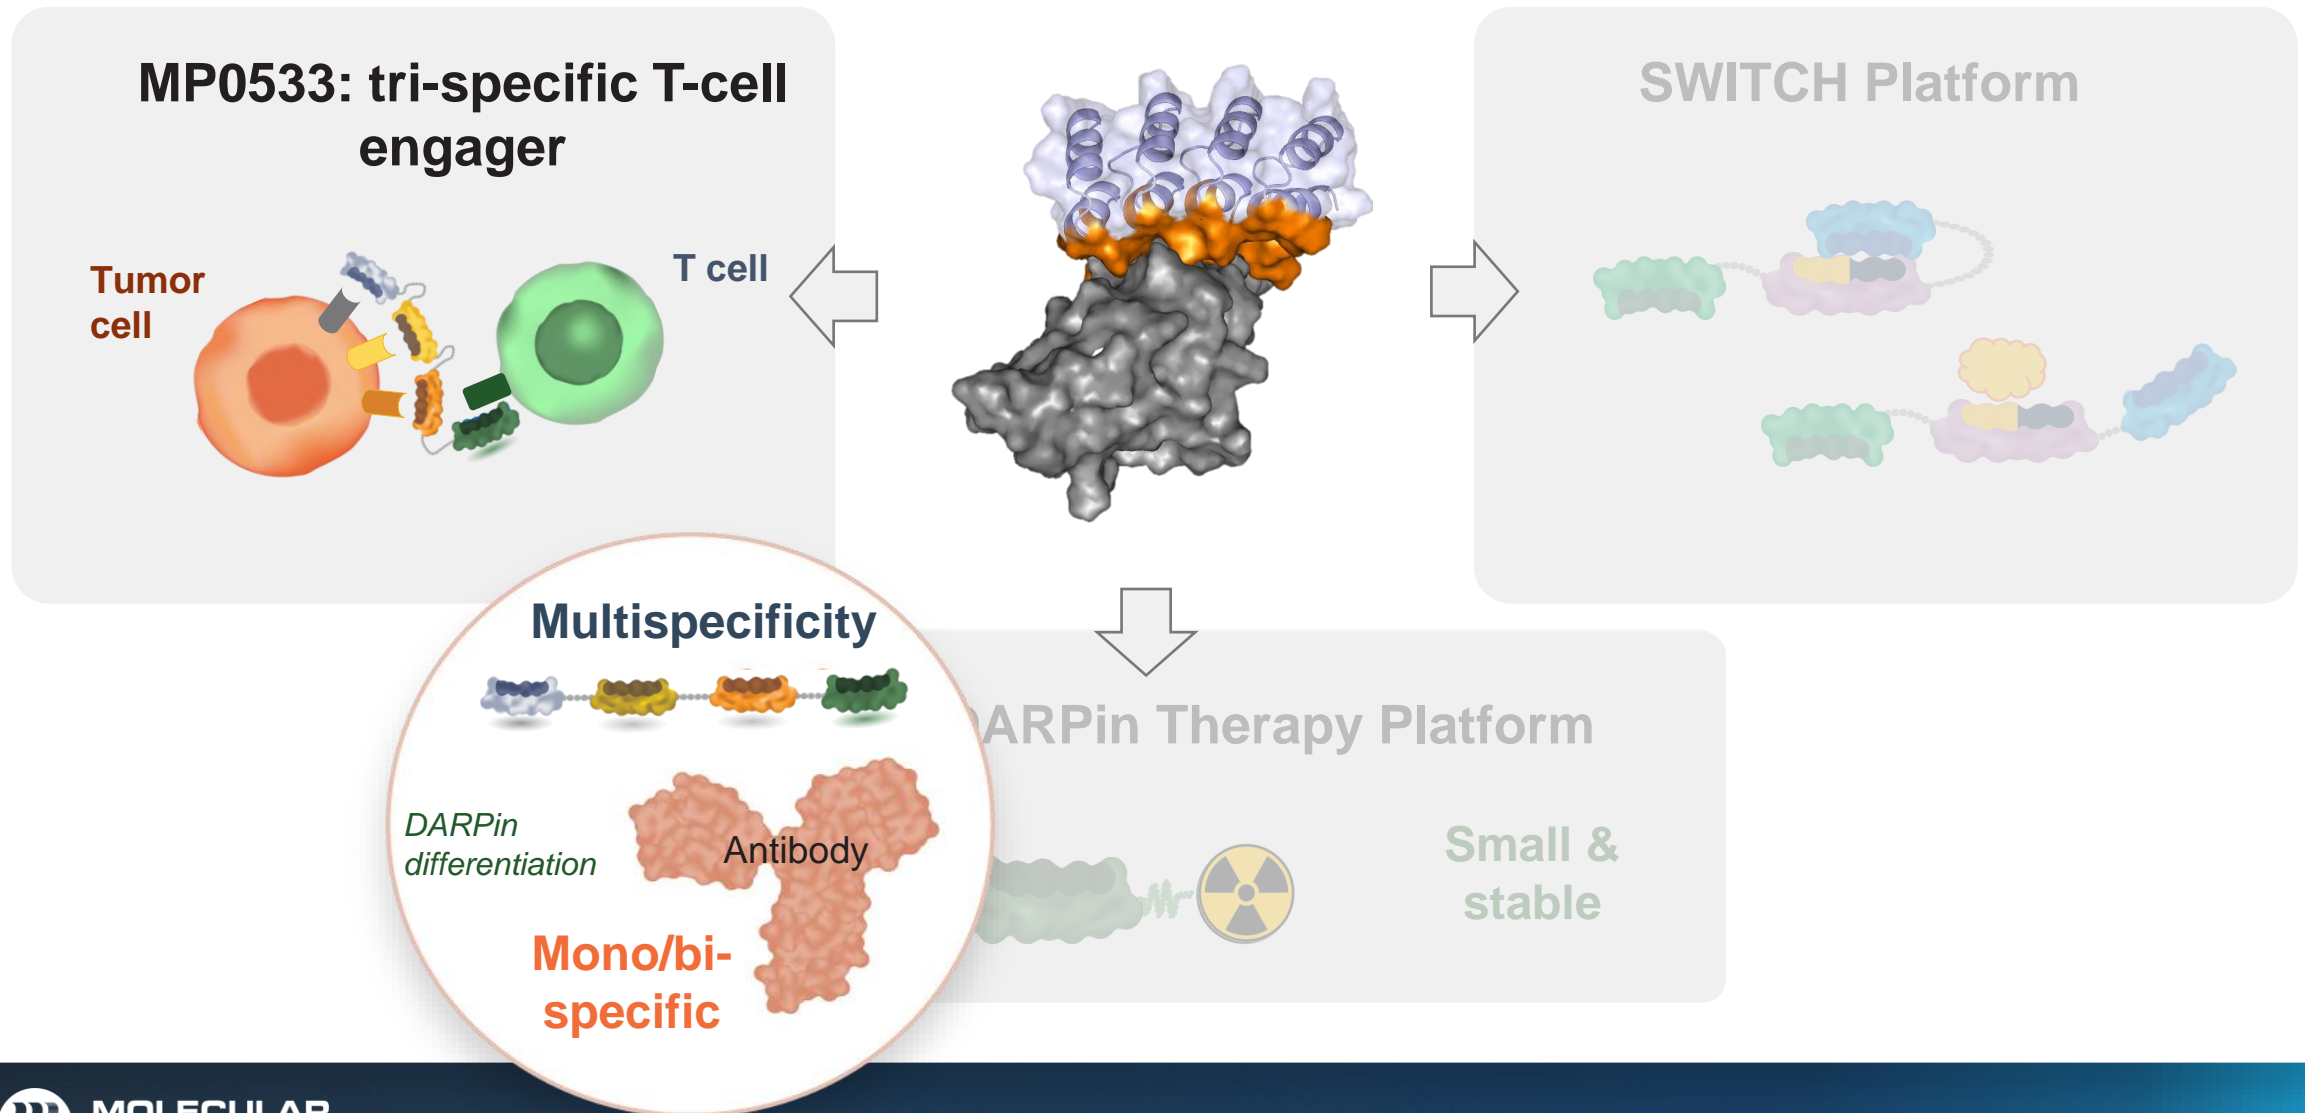 MP0533: tri-specific T-cell
engager
Tumor
cell
T cell
SWITCH Platform
Multispecificity
DARPin
differentiation
Antibody
Mono/bi-
specific
ARPin Therapy Platform
Small &
stable
MOLECULAR